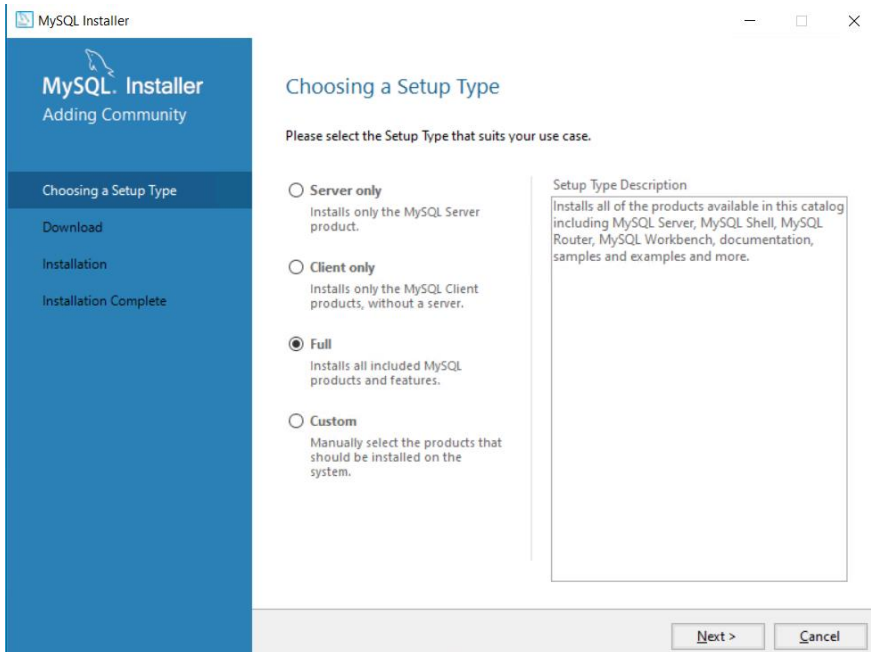 MySQL Installer
MySQL. Installer
Adding Community
Choosing a Setup Type
Download
Installation
Installation Complete
Choosing a Setup Type
Please select the Setup Type that suits your use case.
Server only
Installs only the MySQL Server
product.
Client only
Installs only the MySQL Client
products, without a server.
Full
Installs all included MySQL
products and features.
Custom
Manually select the products that
should be installed on the
system.
Setup Type Description
Installs all of the products available in this catalog
including MySQL Server, MySQL Shell, MySQL
Router, MySQL Workbench, documentation,
samples and examples and more.
Next >
Cancel